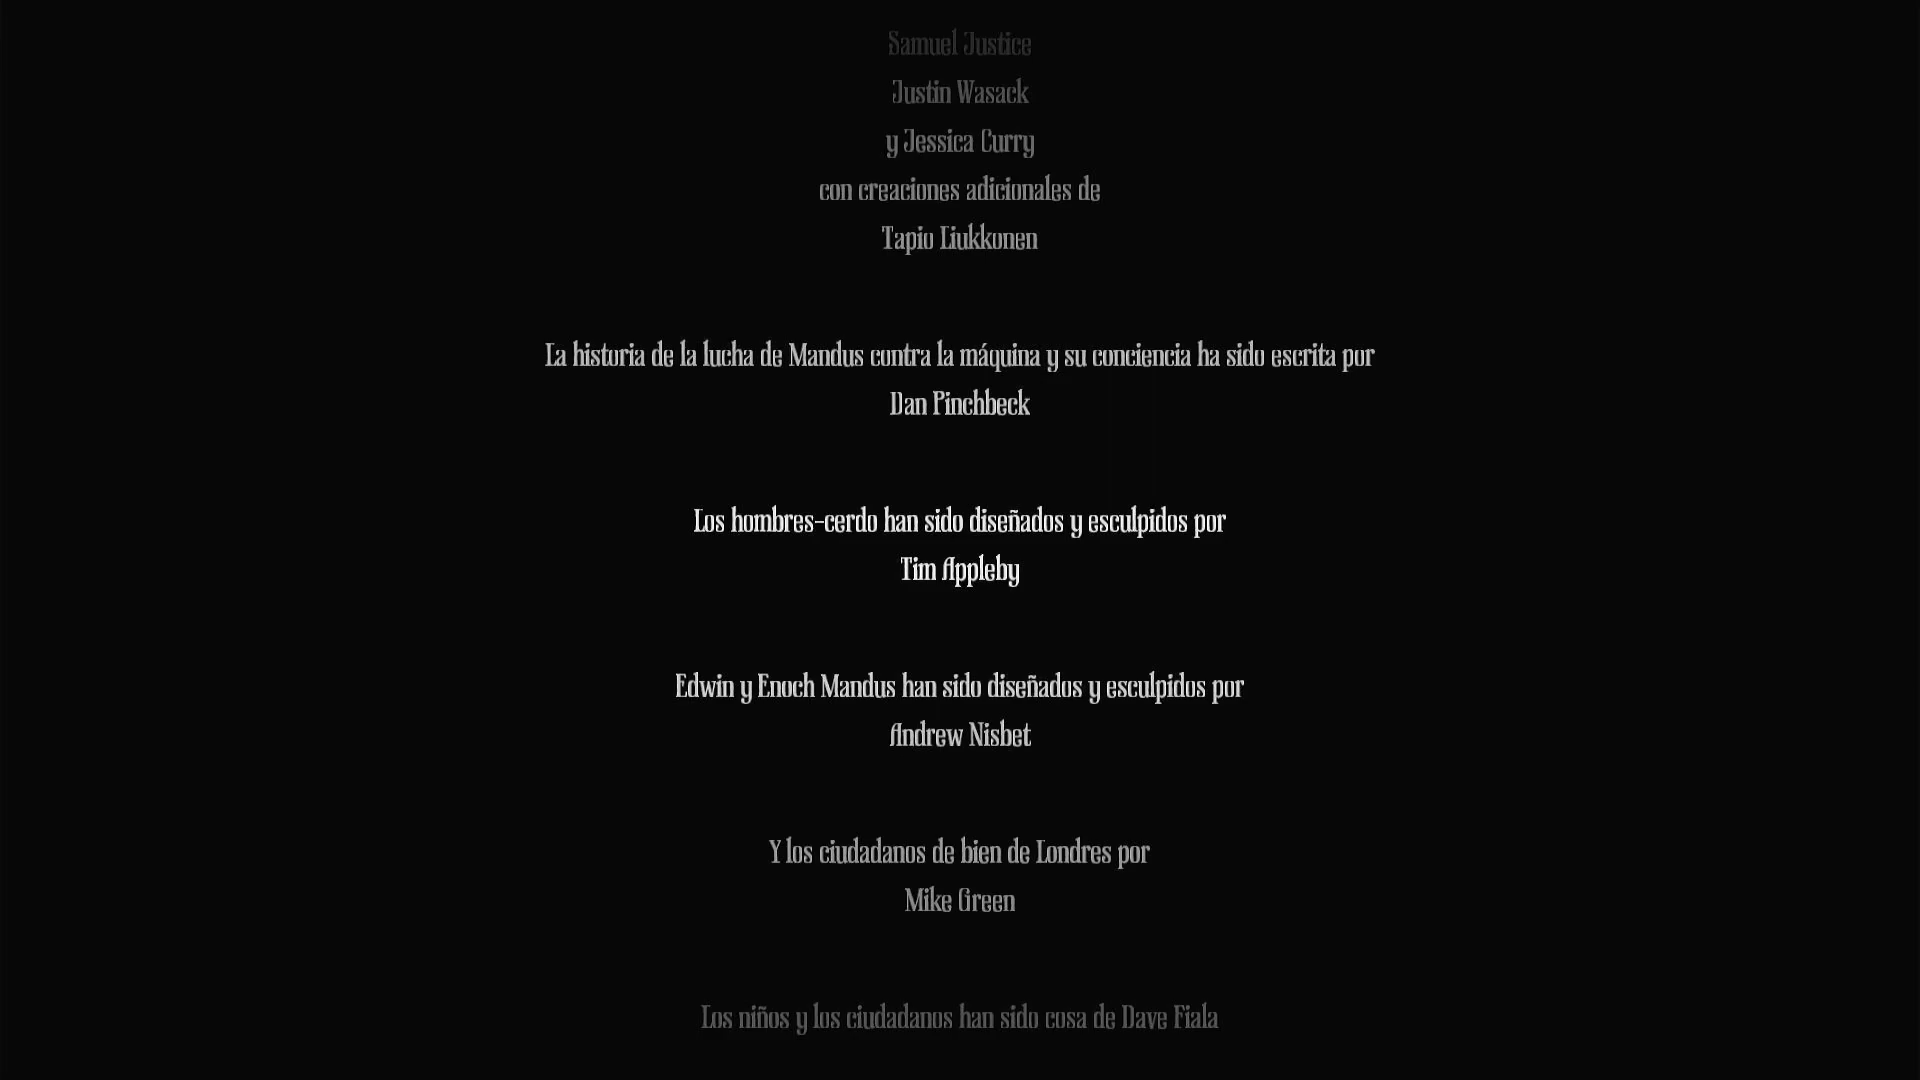 Samuel Justice
Justin Wasack
y Jessica Curry
con creaciones adicionales de
Tapio Liukkonen
La historia de la lucha de Mandus contra la máquina y su conciencia ha sido escrita por
Dan Pinchbeck
Los hombres-cerdo han sido diseñados y esculpidos por
Tim Appleby
Edwin y Enoch Mandus han sido diseñados y esculpidos por
Andrew Nisbet
Y los ciudadanos de bien de Londres por
Mike Green
Los niños y los ciudadanos han sido cosa de Dave Fiala